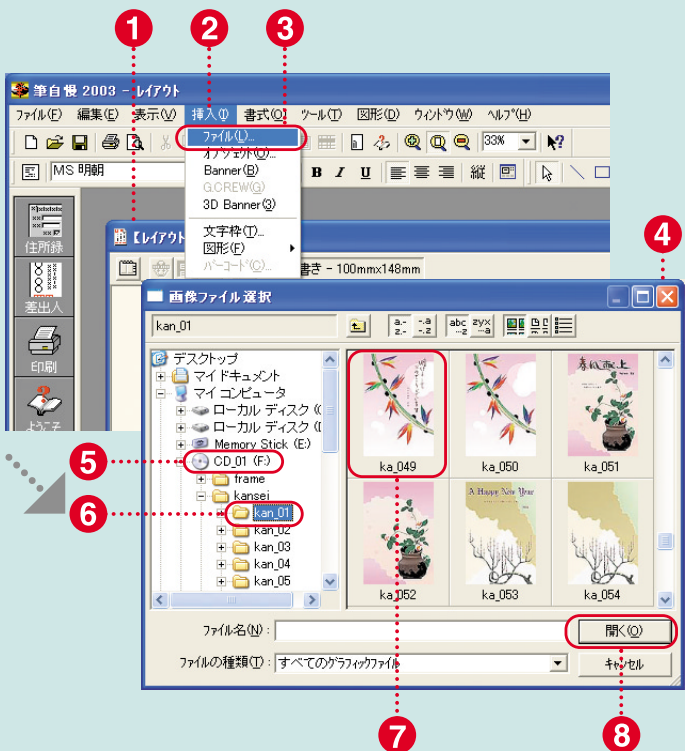 1 2 3
筆自慢 2003 - レイアウト
ファイル(F) 編集(E) 表示(V) 挿入(I) 書式(O) ツール(T) 図形(D) ウィンドウ(W) ヘルプ(H)
ファイル(L)...
33%
MS 明朝
オブジェクト(O)...
B I U 縦
Banner(B)
G.CREW(G)
3D Banner(3)
文字枠(T)...
図形(F)
バーコード(C)...
住所録
差出人
印刷
ようこそ
【レイアウト
書き - 100mmx148mm
4
画像ファイル選択
kan_01
a.- z.- -.a -.z abc ...z zyx ...a
デスクトップ
マイ ドキュメント
マイ コンピュータ
ローカル ディスク (
ローカル ディスク (
Memory Stick (E:)
5
CD_01 (F:)
frame
kansei
6
kan_01
kan_02
kan_03
kan_04
kan_05
ka_049 ka_050 ka_051
A Happy New Year
ka_052 ka_053 ka_054
ファイル名(N):
開く(O)
ファイルの種類(T): すべてのグラフィックファイル
キャンセル
7 8